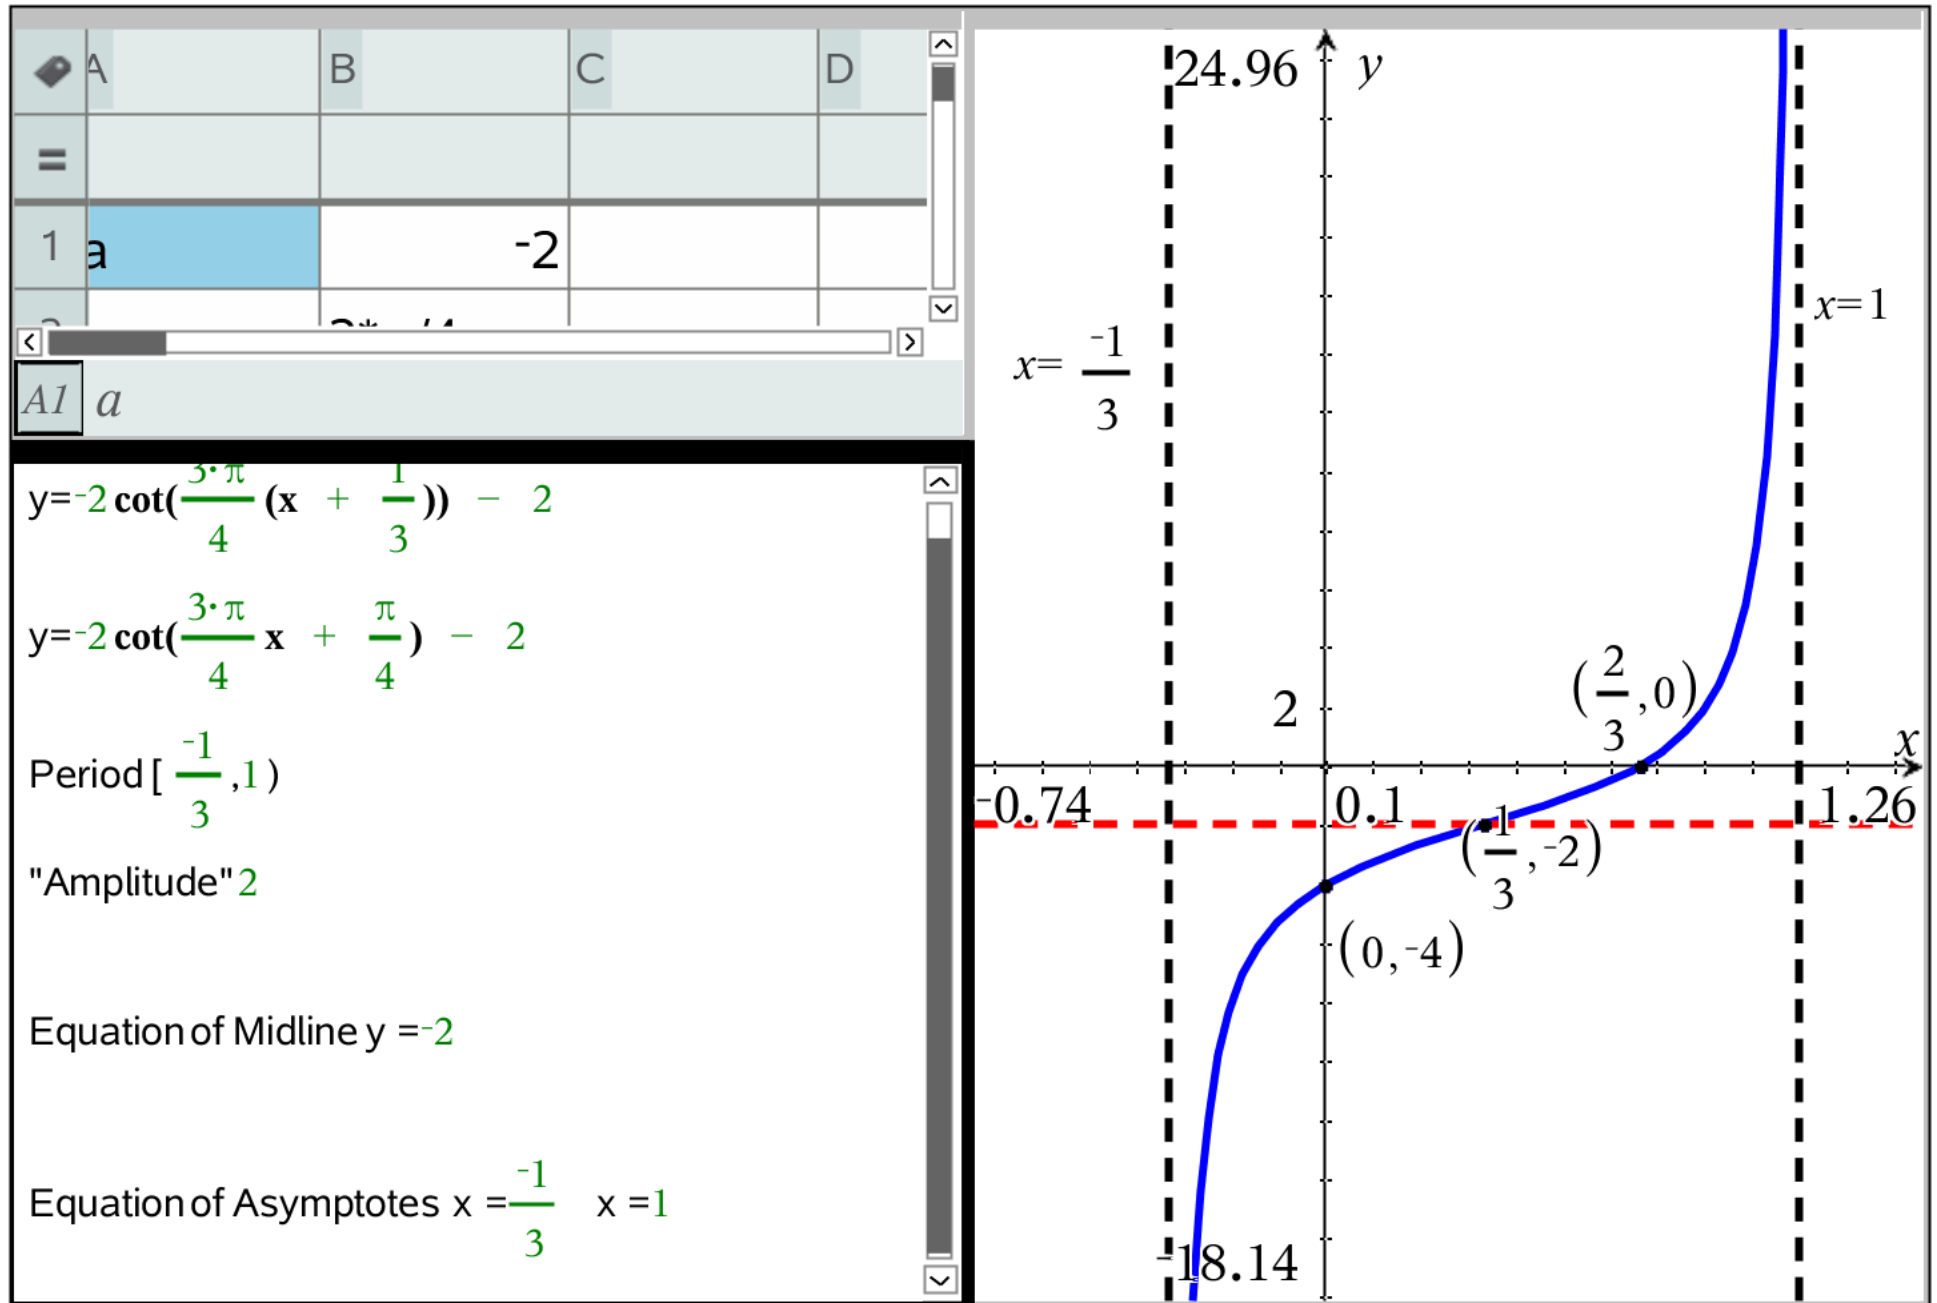 A B C D
=
1 a -2
A1 a
y=-2 cot(3·π/4 (x + 1/3)) - 2
y=-2 cot(3·π/4 x + π/4) - 2
Period [-1/3,1)
"Amplitude" 2
Equation of Midline y =-2
Equation of Asymptotes x =-1/3 x =1
24.96 y
x=1
x= -1/3
(2/3,0)
2
x
-0.74 0.1 1.26
(1/3,-2)
(0,-4)
-18.14